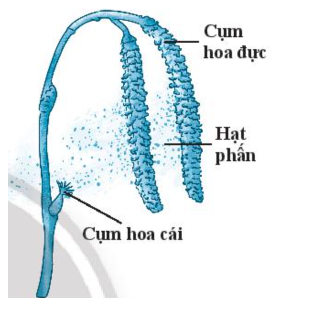 Cụm
hoa đực
Hạt
phấn
Cụm hoa cái